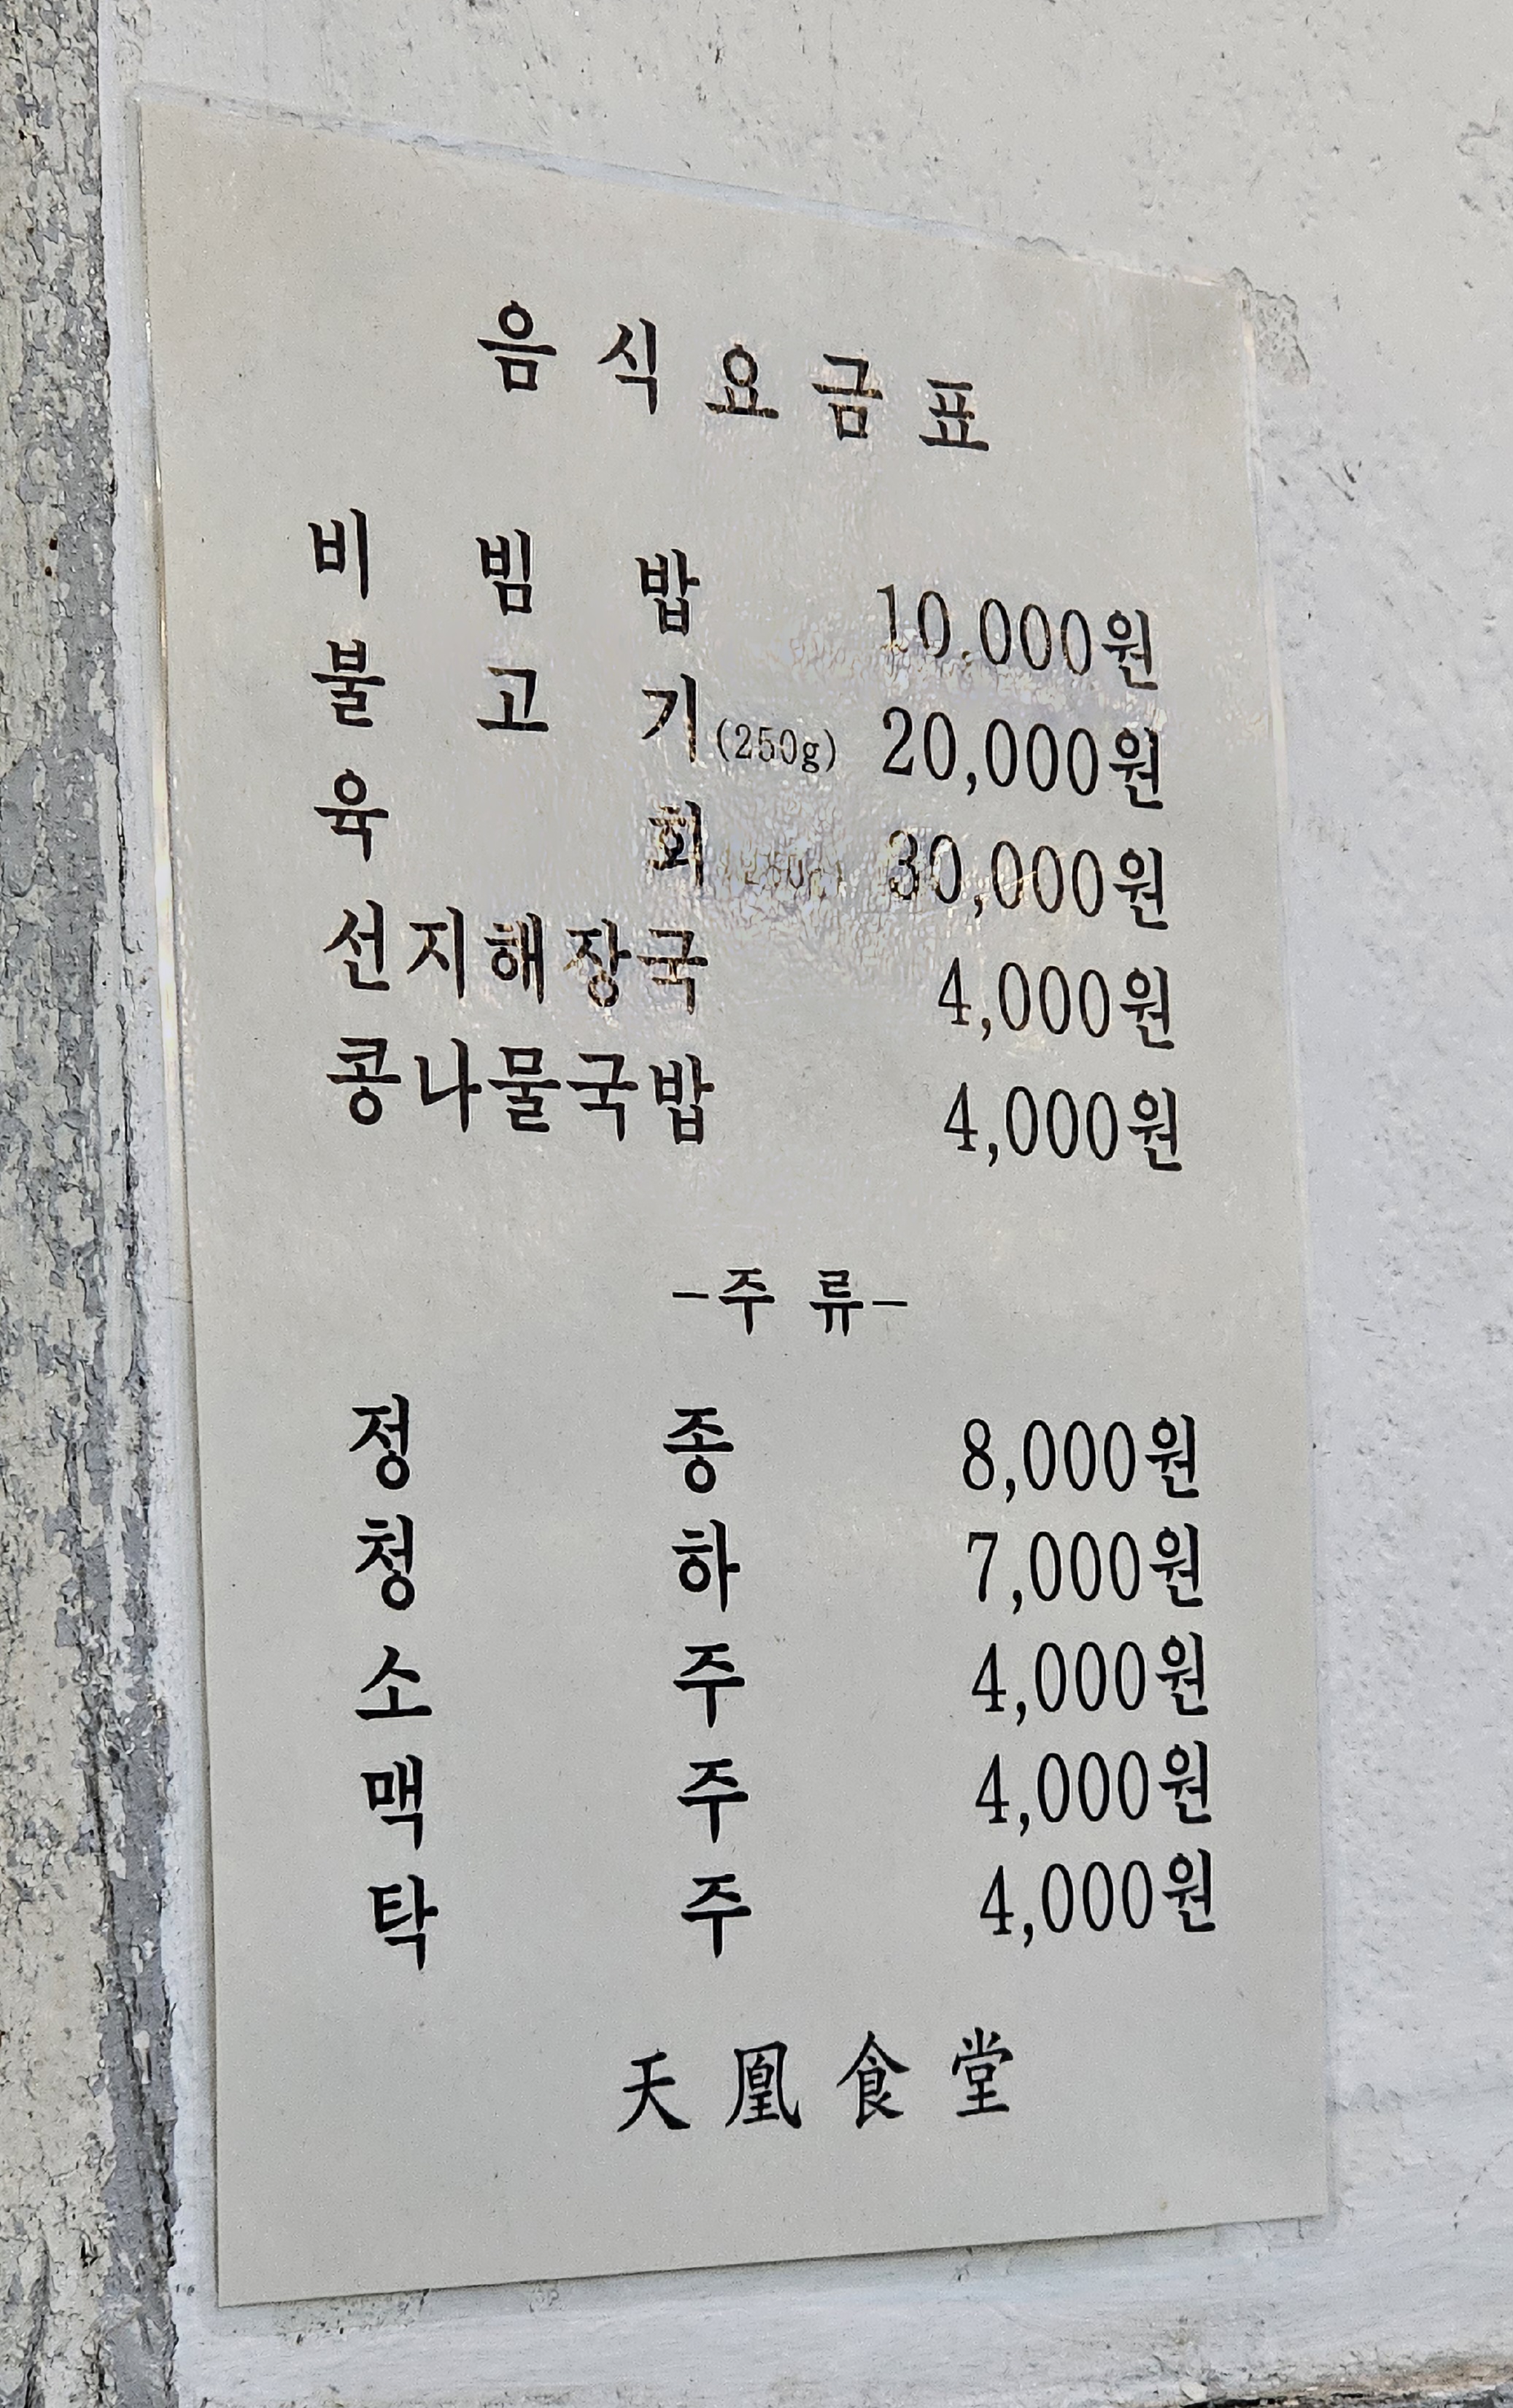 음식요금표
비빔밥 10,000원
불고기(250g) 20,000원
육회(250g) 30,000원
선지해장국 4,000원
콩나물국밥 4,000원
-주류-
정종 8,000원
청하 7,000원
소주 4,000원
맥주 4,000원
탁주 4,000원
天凰食堂